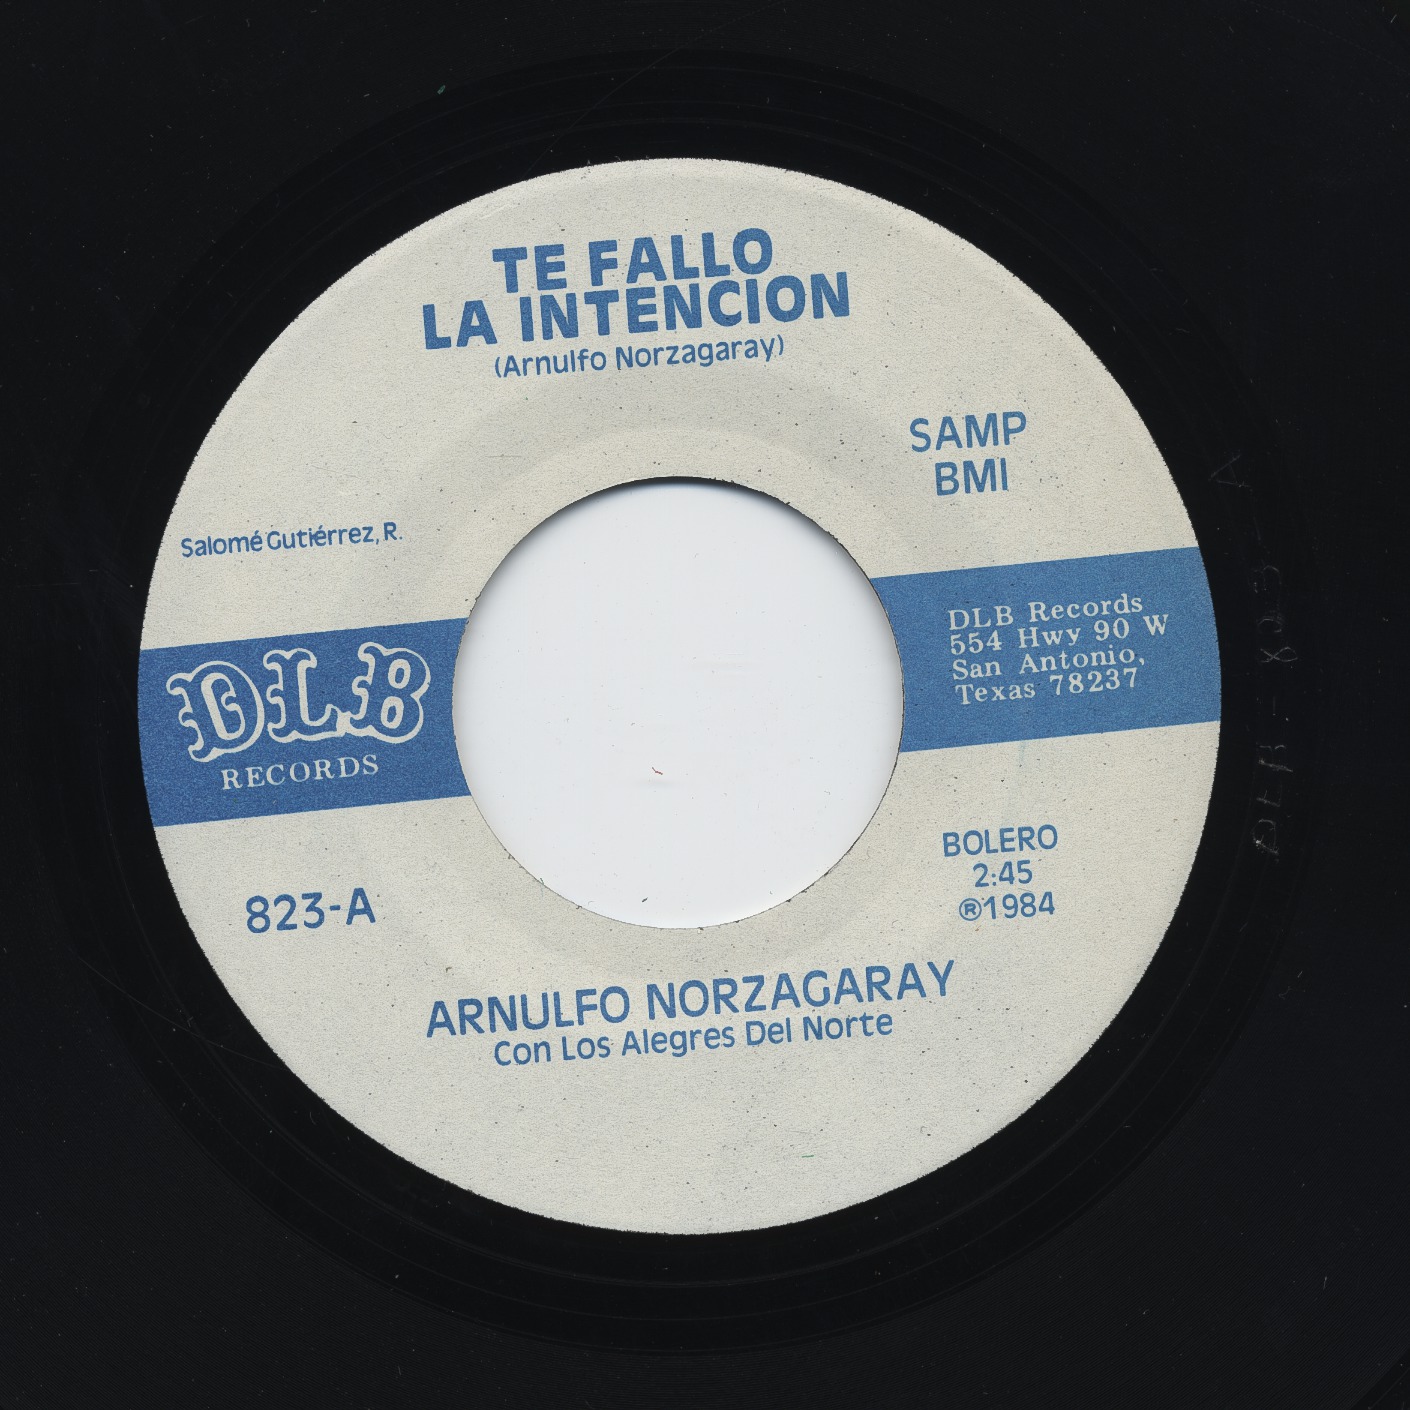 TE FALLO
LA INTENCION
(Arnulfo Norzagaray)
SAMP
BMI
Salomé Gutiérrez, R.
DLB
RECORDS
DLB Records
554 Hwy 90 W
San Antonio,
Texas 78237
823-A
BOLERO
2:45
®1984
ARNULFO NORZAGARAY
Con Los Alegres Del Norte